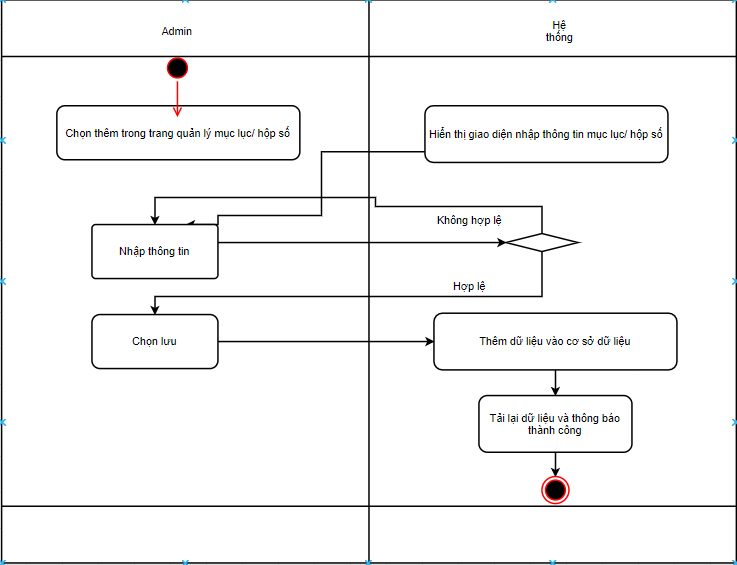 Admin
Hệ
thống
Chọn thêm trong trang quản lý mục lục/ hộp số
Hiển thị giao diện nhập thông tin mục lục/ hộp số
Không hợp lệ
Nhập thông tin
Hợp lệ
Chọn lưu
Thêm dữ liệu vào cơ sở dữ liệu
Tải lại dữ liệu và thông báo
thành công